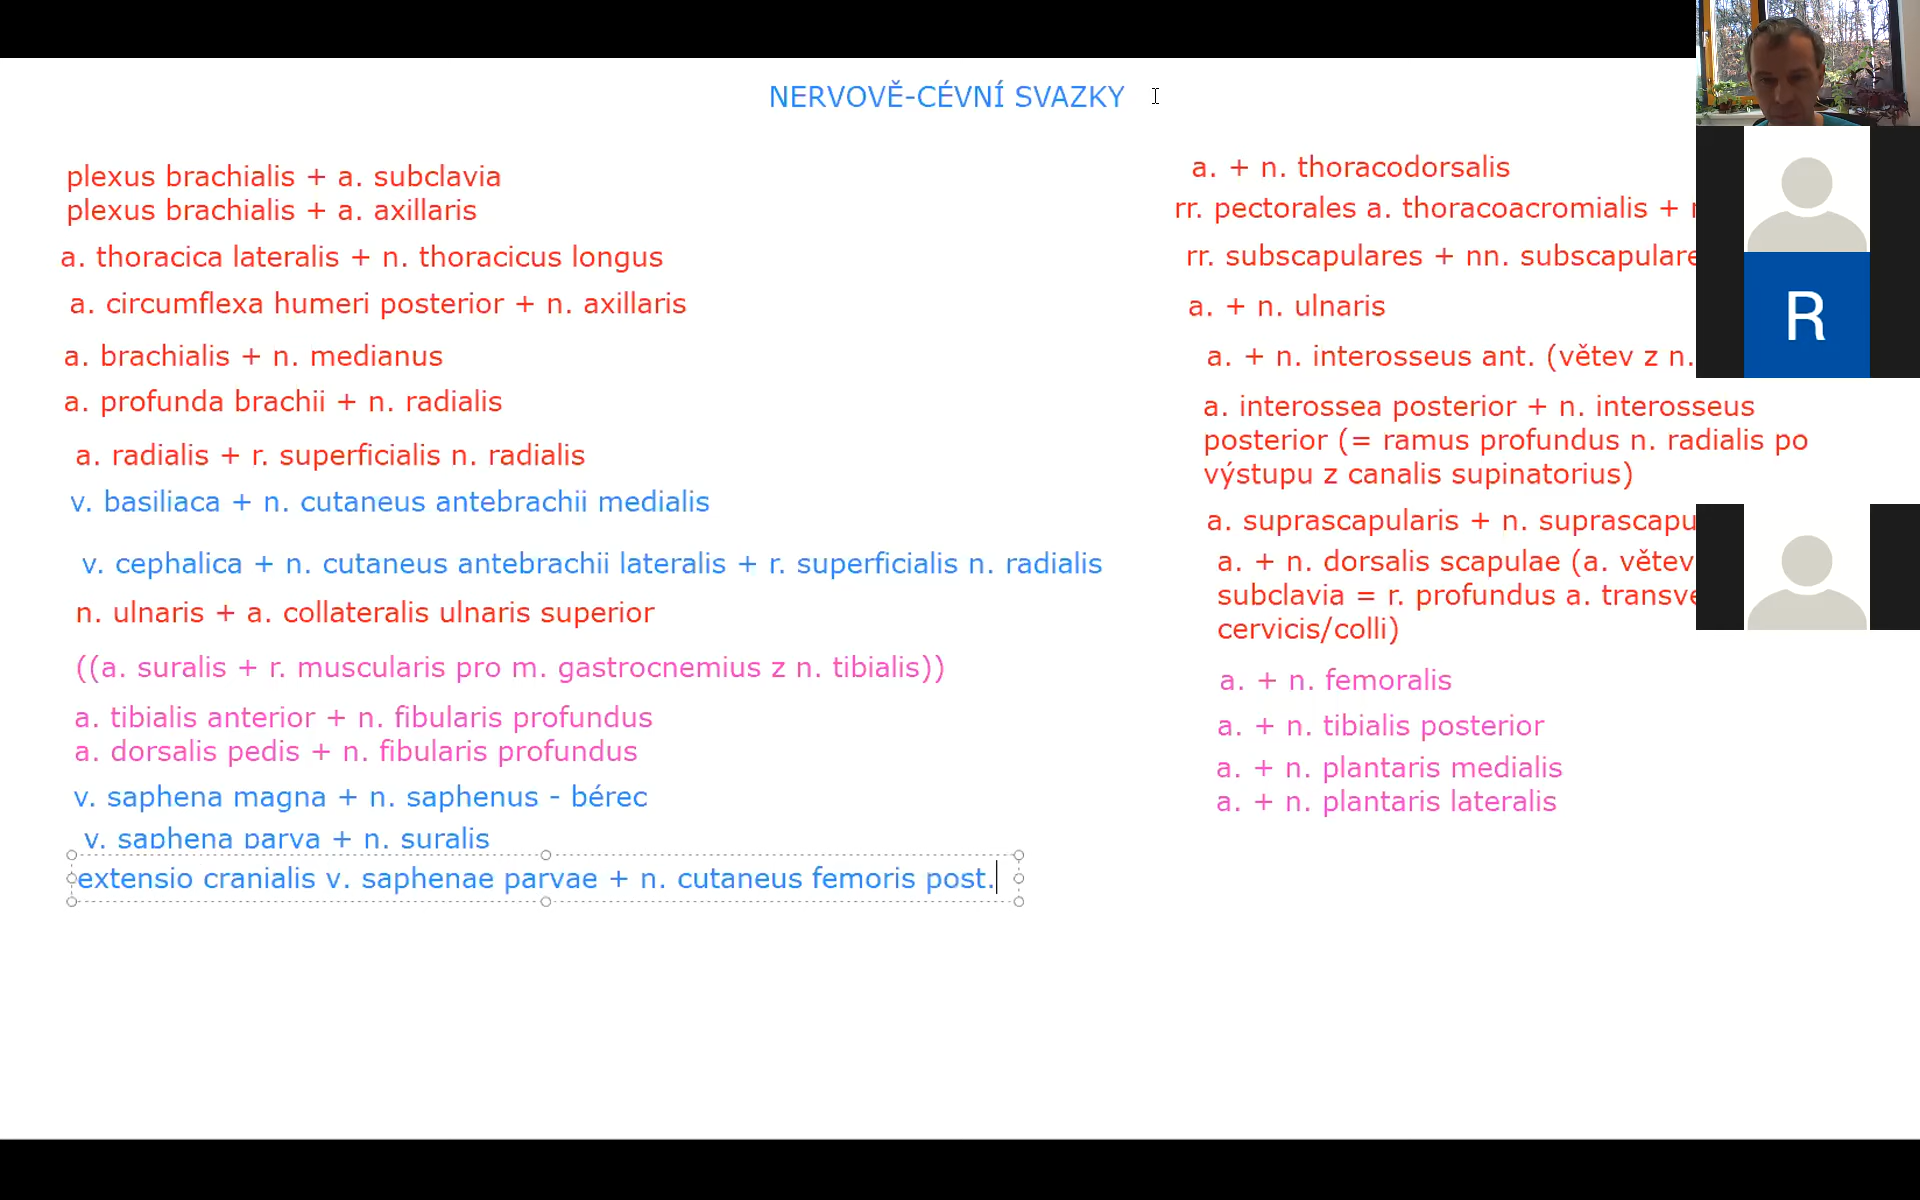 NERVOVĚ-CÉVNÍ SVAZKY
plexus brachialis + a. subclavia
plexus brachialis + a. axillaris
a. thoracica lateralis + n. thoracicus longus
a. circumflexa humeri posterior + n. axillaris
a. brachialis + n. medianus
a. profunda brachii + n. radialis
a. radialis + r. superficialis n. radialis
v. basiliaca + n. cutaneus antebrachii medialis
v. cephalica + n. cutaneus antebrachii lateralis + r. superficialis n. radialis
n. ulnaris + a. collateralis ulnaris superior
((a. suralis + r. muscularis pro m. gastrocnemius z n. tibialis))
a. tibialis anterior + n. fibularis profundus
a. dorsalis pedis + n. fibularis profundus
v. saphena magna + n. saphenus - bérec
v. saphena parva + n. suralis
extensio cranialis v. saphenae parvae + n. cutaneus femoris post.
a. + n. thoracodorsalis
rr. pectorales a. thoracoacromialis +
rr. subscapulares + nn. subscapulare
a. + n. ulnaris
a. + n. interosseus ant. (větev z n.
a. interossea posterior + n. interosseus
posterior (= ramus profundus n. radialis po
výstupu z canalis supinatorius)
a. suprascapularis + n. suprascapu
a. + n. dorsalis scapulae (a. větev
subclavia = r. profundus a. transve
cervicis/colli)
a. + n. femoralis
a. + n. tibialis posterior
a. + n. plantaris medialis
a. + n. plantaris lateralis
R